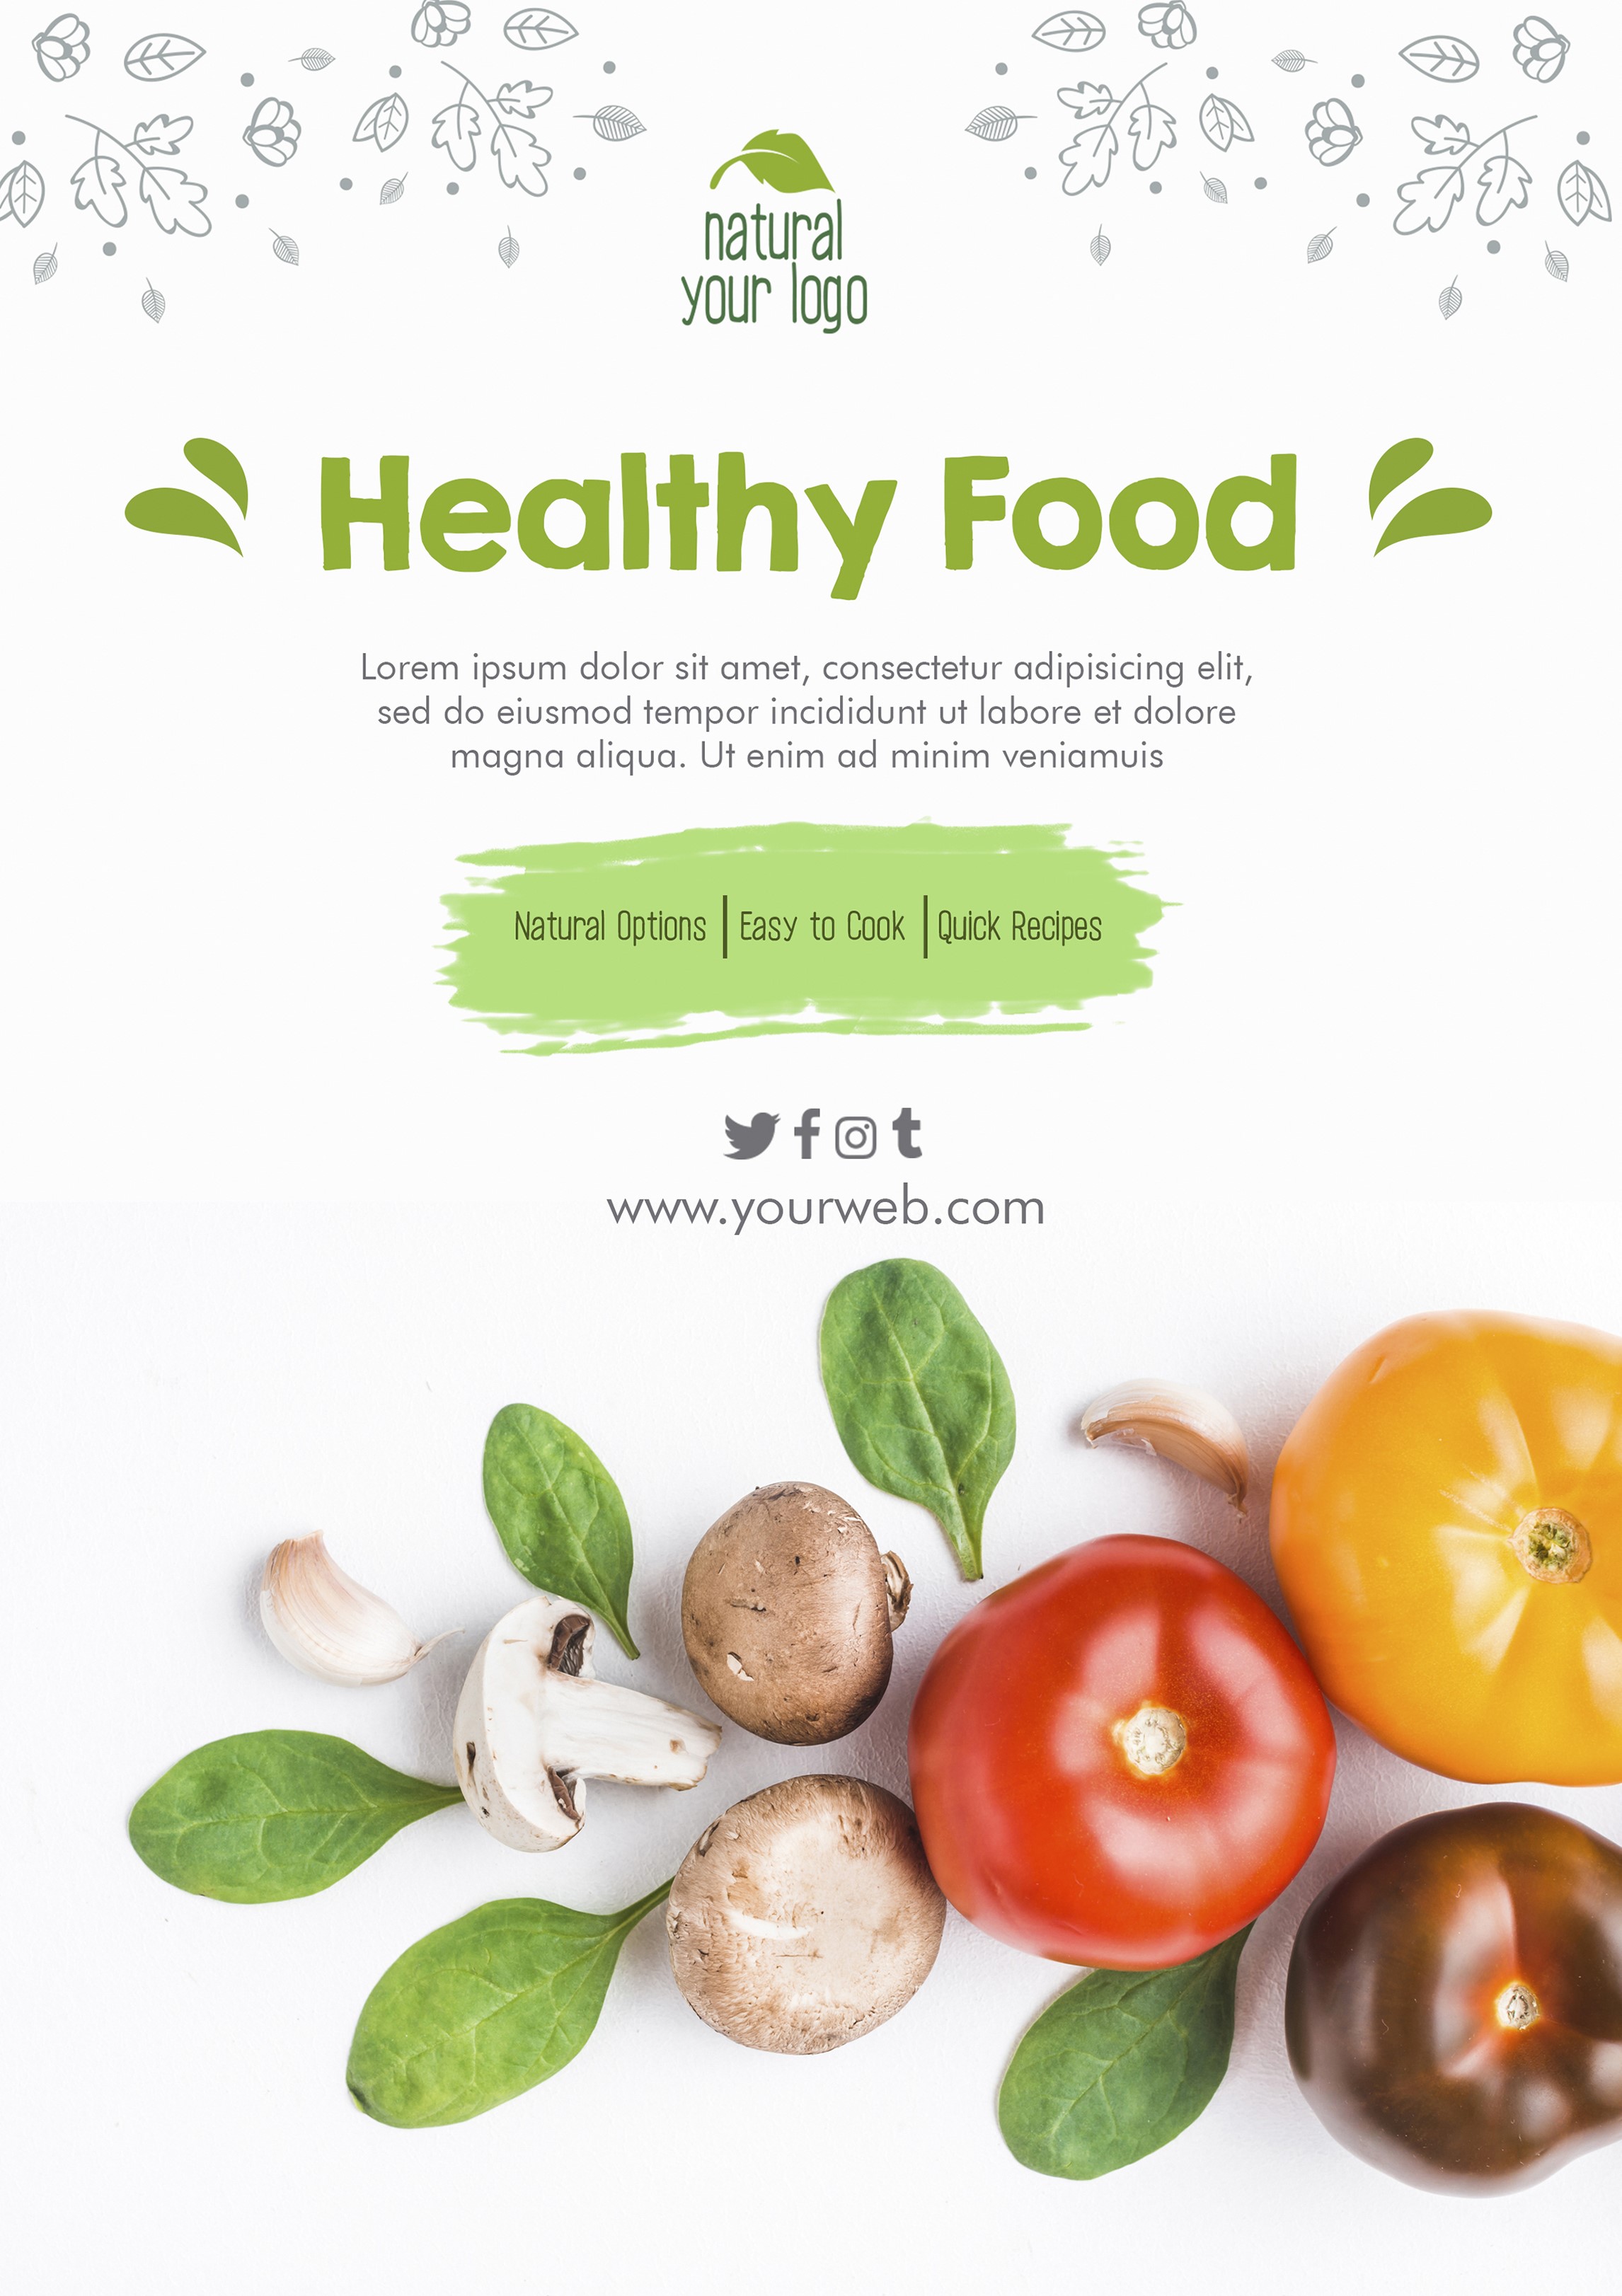 natural
your logo
Healthy Food
Lorem ipsum dolor sit amet, consectetur adipisicing elit,
sed do eiusmod tempor incididunt ut labore et dolore
magna aliqua. Ut enim ad minim veniamuis
Natural Options | Easy to Cook | Quick Recipes
www.yourweb.com